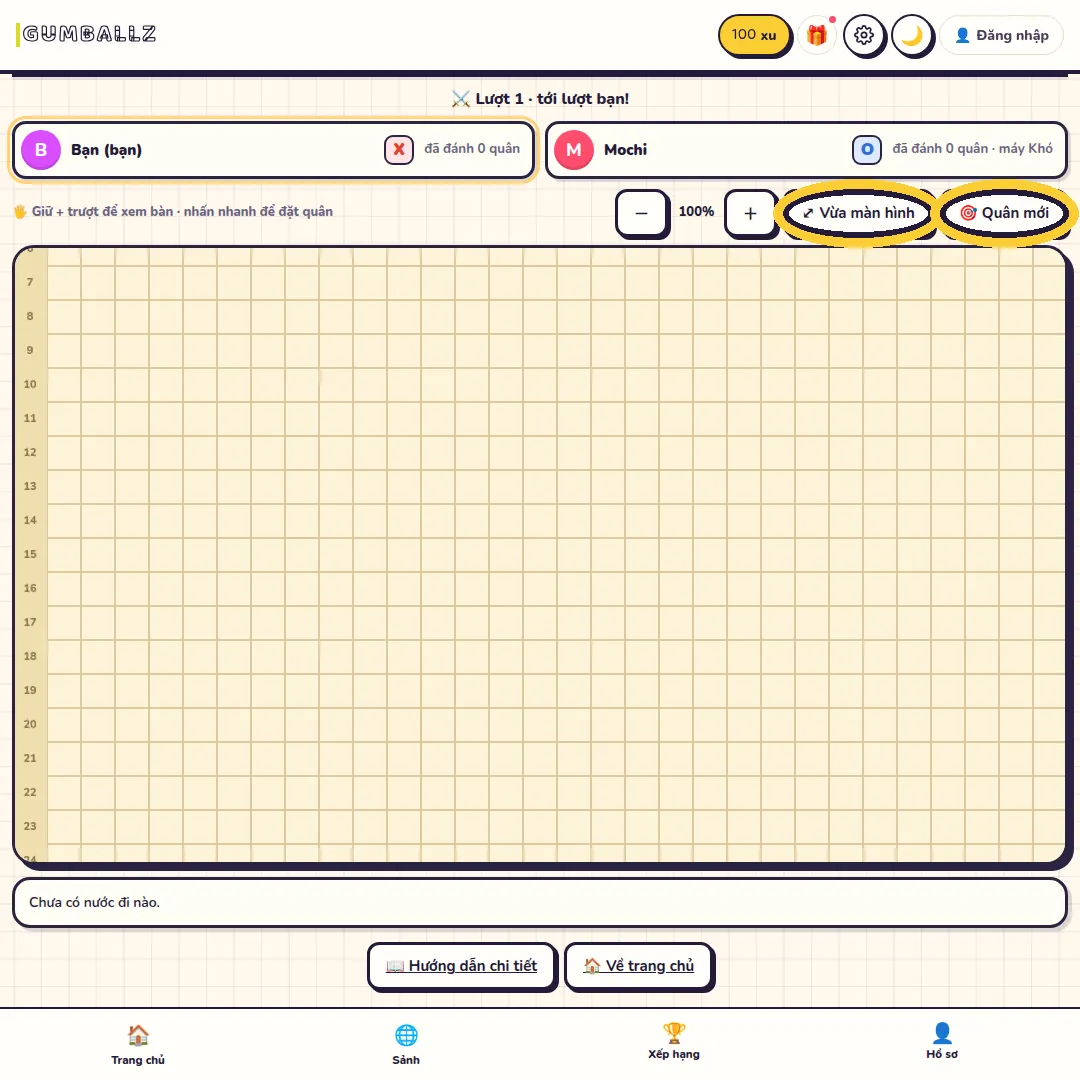 GUMBALLZ
100 xu
Đăng nhập
Lượt 1 · tới lượt bạn!
B Bạn (bạn) X đã đánh 0 quân
M Mochi O đã đánh 0 quân · máy Khó
Giữ + trượt để xem bàn · nhấn nhanh để đặt quân
− 100% + Vừa màn hình Quân mới
7
8
9
10
11
12
13
14
15
16
17
18
19
20
21
22
23
24
Chưa có nước đi nào.
Hướng dẫn chi tiết Về trang chủ
Trang chủ Sảnh Xếp hạng Hồ sơ